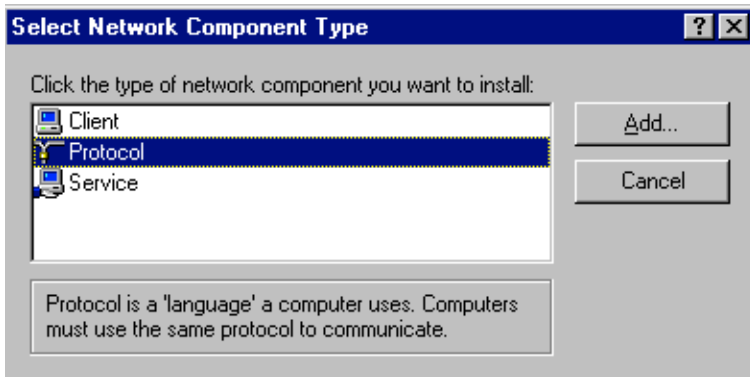 Select Network Component Type
Click the type of network component you want to install:
Client
Add...
Protocol
Service
Cancel
Protocol is a 'language' a computer uses. Computers
must use the same protocol to communicate.